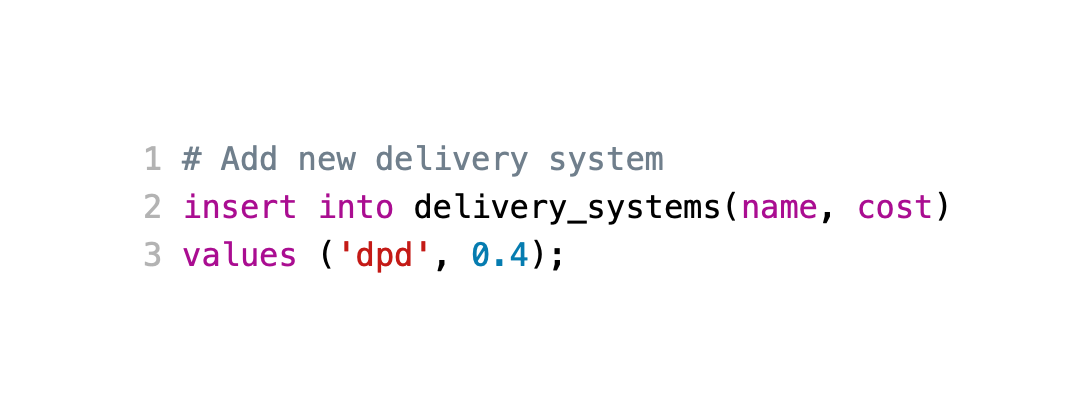 1 # Add new delivery system
2 insert into delivery_systems(name, cost)
3 values ('dpd', 0.4);